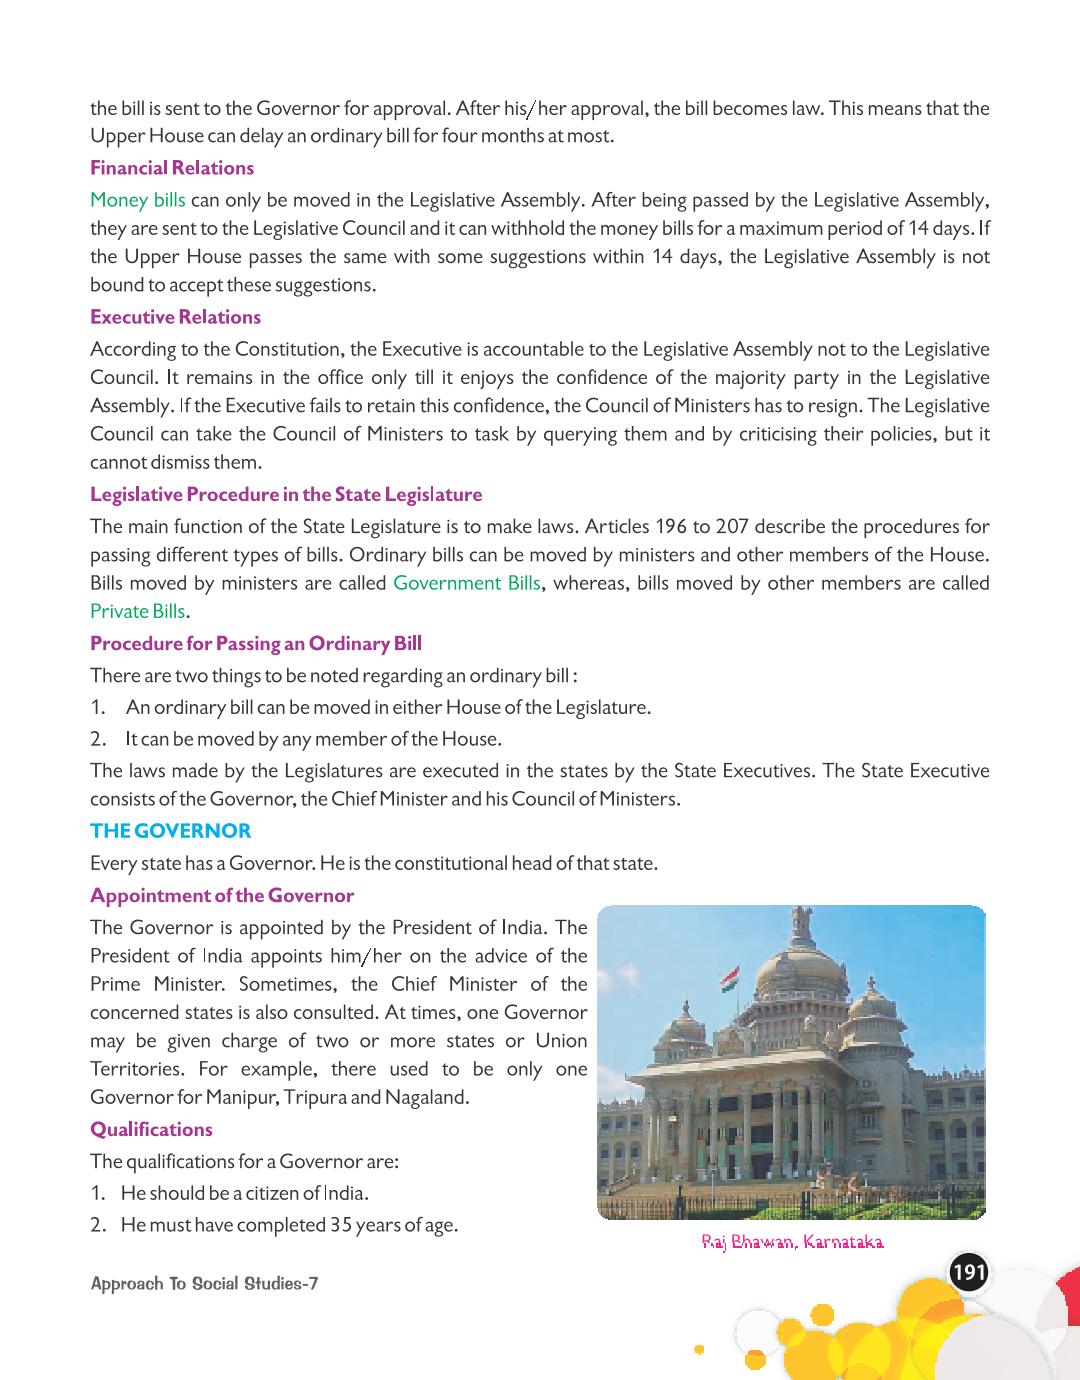 the bill is sent to the Governor for approval. After his/her approval, the bill becomes law. This means that the
Upper House can delay an ordinary bill for four months at most.
Financial Relations
Money bills can only be moved in the Legislative Assembly. After being passed by the Legislative Assembly,
they are sent to the Legislative Council and it can withhold the money bills for a maximum period of 14 days. If
the Upper House passes the same with some suggestions within 14 days, the Legislative Assembly is not
bound to accept these suggestions.
Executive Relations
According to the Constitution, the Executive is accountable to the Legislative Assembly not to the Legislative
Council. It remains in the office only till it enjoys the confidence of the majority party in the Legislative
Assembly. If the Executive fails to retain this confidence, the Council of Ministers has to resign. The Legislative
Council can take the Council of Ministers to task by querying them and by criticising their policies, but it
cannot dismiss them.
Legislative Procedure in the State Legislature
The main function of the State Legislature is to make laws. Articles 196 to 207 describe the procedures for
passing different types of bills. Ordinary bills can be moved by ministers and other members of the House.
Bills moved by ministers are called Government Bills, whereas, bills moved by other members are called
Private Bills.
Procedure for Passing an Ordinary Bill
There are two things to be noted regarding an ordinary bill :
1. An ordinary bill can be moved in either House of the Legislature.
2. It can be moved by any member of the House.
The laws made by the Legislatures are executed in the states by the State Executives. The State Executive
consists of the Governor, the Chief Minister and his Council of Ministers.
THE GOVERNOR
Every state has a Governor. He is the constitutional head of that state.
Appointment of the Governor
The Governor is appointed by the President of India. The
President of India appoints him/her on the advice of the
Prime Minister. Sometimes, the Chief Minister of the
concerned states is also consulted. At times, one Governor
may be given charge of two or more states or Union
Territories. For example, there used to be only one
Governor for Manipur, Tripura and Nagaland.
Qualifications
The qualifications for a Governor are:
1. He should be a citizen of India.
2. He must have completed 35 years of age.
Raj Bhawan, Karnataka
Approach To Social Studies-7
191